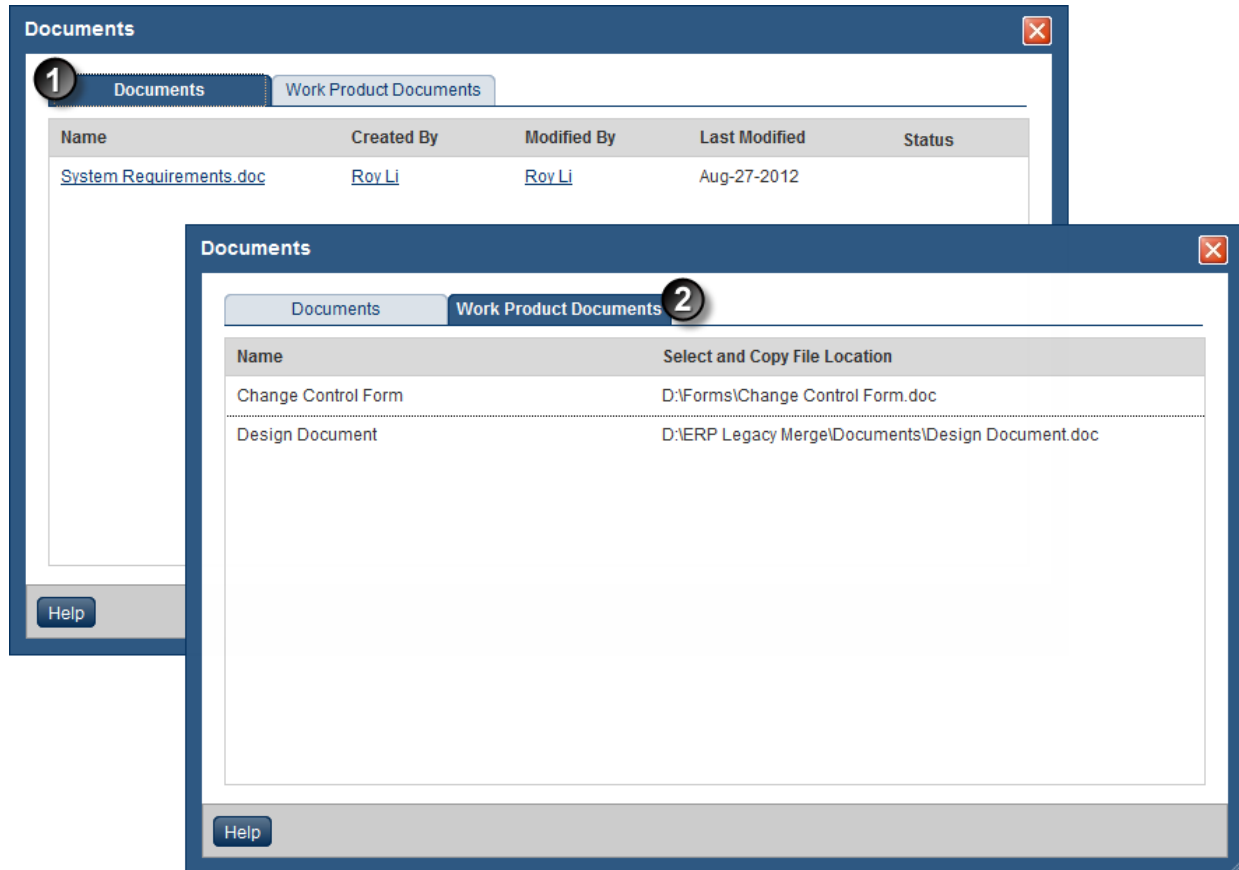 Documents
1 Documents Work Product Documents
Name Created By Modified By Last Modified Status
System Requirements.doc Roy Li Roy Li Aug-27-2012
Help
Documents
Documents Work Product Documents 2
Name Select and Copy File Location
Change Control Form D:\Forms\Change Control Form.doc
Design Document D:\ERP Legacy Merge\Documents\Design Document.doc
Help